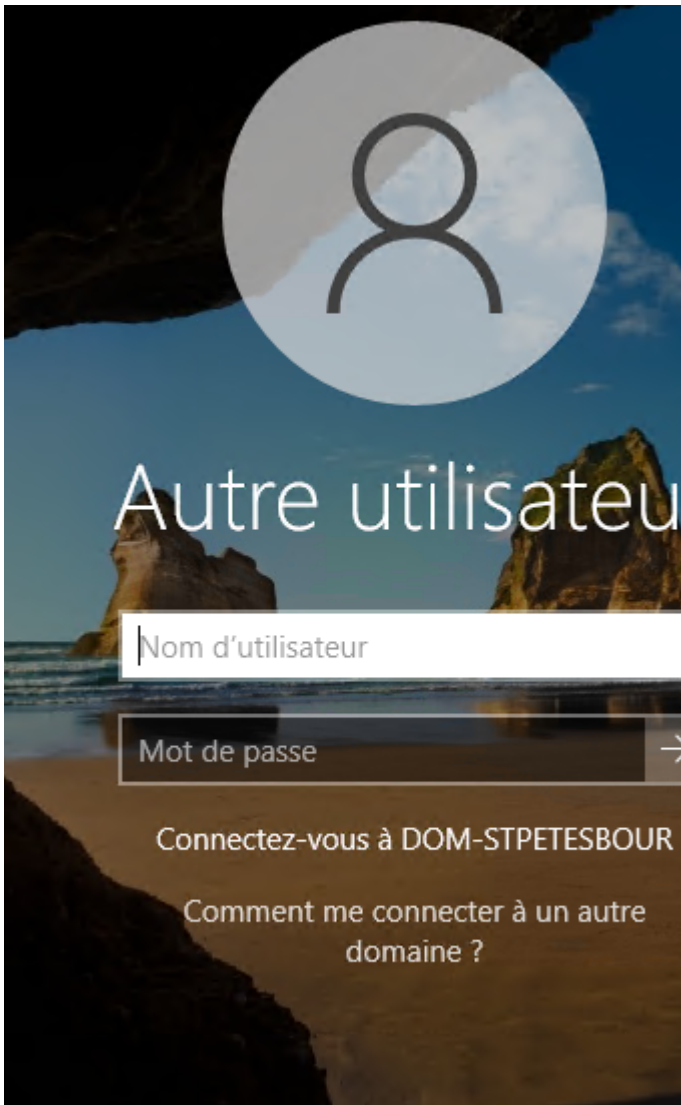 Autre utilisateu
Nom d’utilisateur
Mot de passe
Connectez-vous à DOM-STPETESBOUR
Comment me connecter à un autre
domaine ?